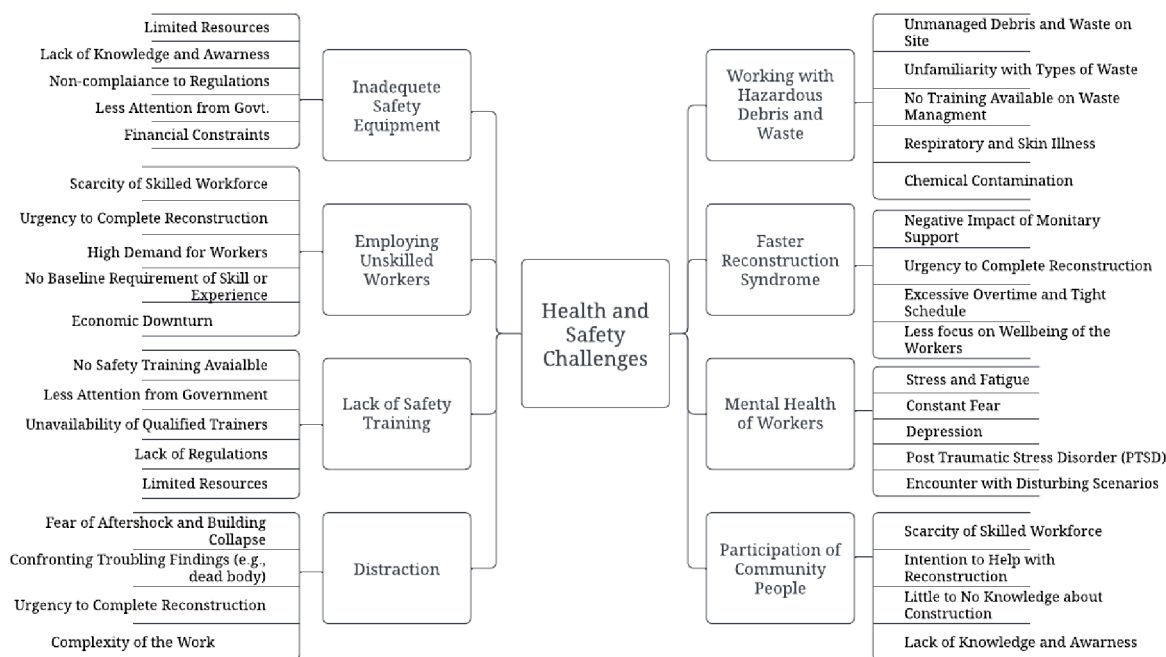 Limited Resources
Lack of Knowledge and Awarness
Non-complaiance to Regulations
Less Attention from Govt.
Financial Constraints
Inadequete
Safety
Equipment
Scarcity of Skilled Workforce
Urgency to Complete Reconstruction
High Demand for Workers
No Baseline Requirement of Skill or
Experience
Economic Downturn
Employing
Unskilled
Workers
No Safety Training Avaialble
Less Attention from Government
Unavailability of Qualified Trainers
Lack of Regulations
Limited Resources
Lack of Safety
Training
Fear of Aftershock and Building
Collapse
Confronting Troubling Findings (e.g.,
dead body)
Urgency to Complete Reconstruction
Complexity of the Work
Distraction
Health and
Safety
Challenges
Working with
Hazardous
Debris and
Waste
Unmanaged Debris and Waste on
Site
Unfamiliarity with Types of Waste
No Training Available on Waste
Managment
Respiratory and Skin Illness
Chemical Contamination
Faster
Reconstruction
Syndrome
Negative Impact of Monitary
Support
Urgency to Complete Reconstruction
Excessive Overtime and Tight
Schedule
Less focus on Wellbeing of the
Workers
Mental Health
of Workers
Stress and Fatigue
Constant Fear
Depression
Post Traumatic Stress Disorder (PTSD)
Encounter with Disturbing Scenarios
Participation of
Community
People
Scarcity of Skilled Workforce
Intention to Help with
Reconstruction
Little to No Knowledge about
Construction
Lack of Knowledge and Awarness